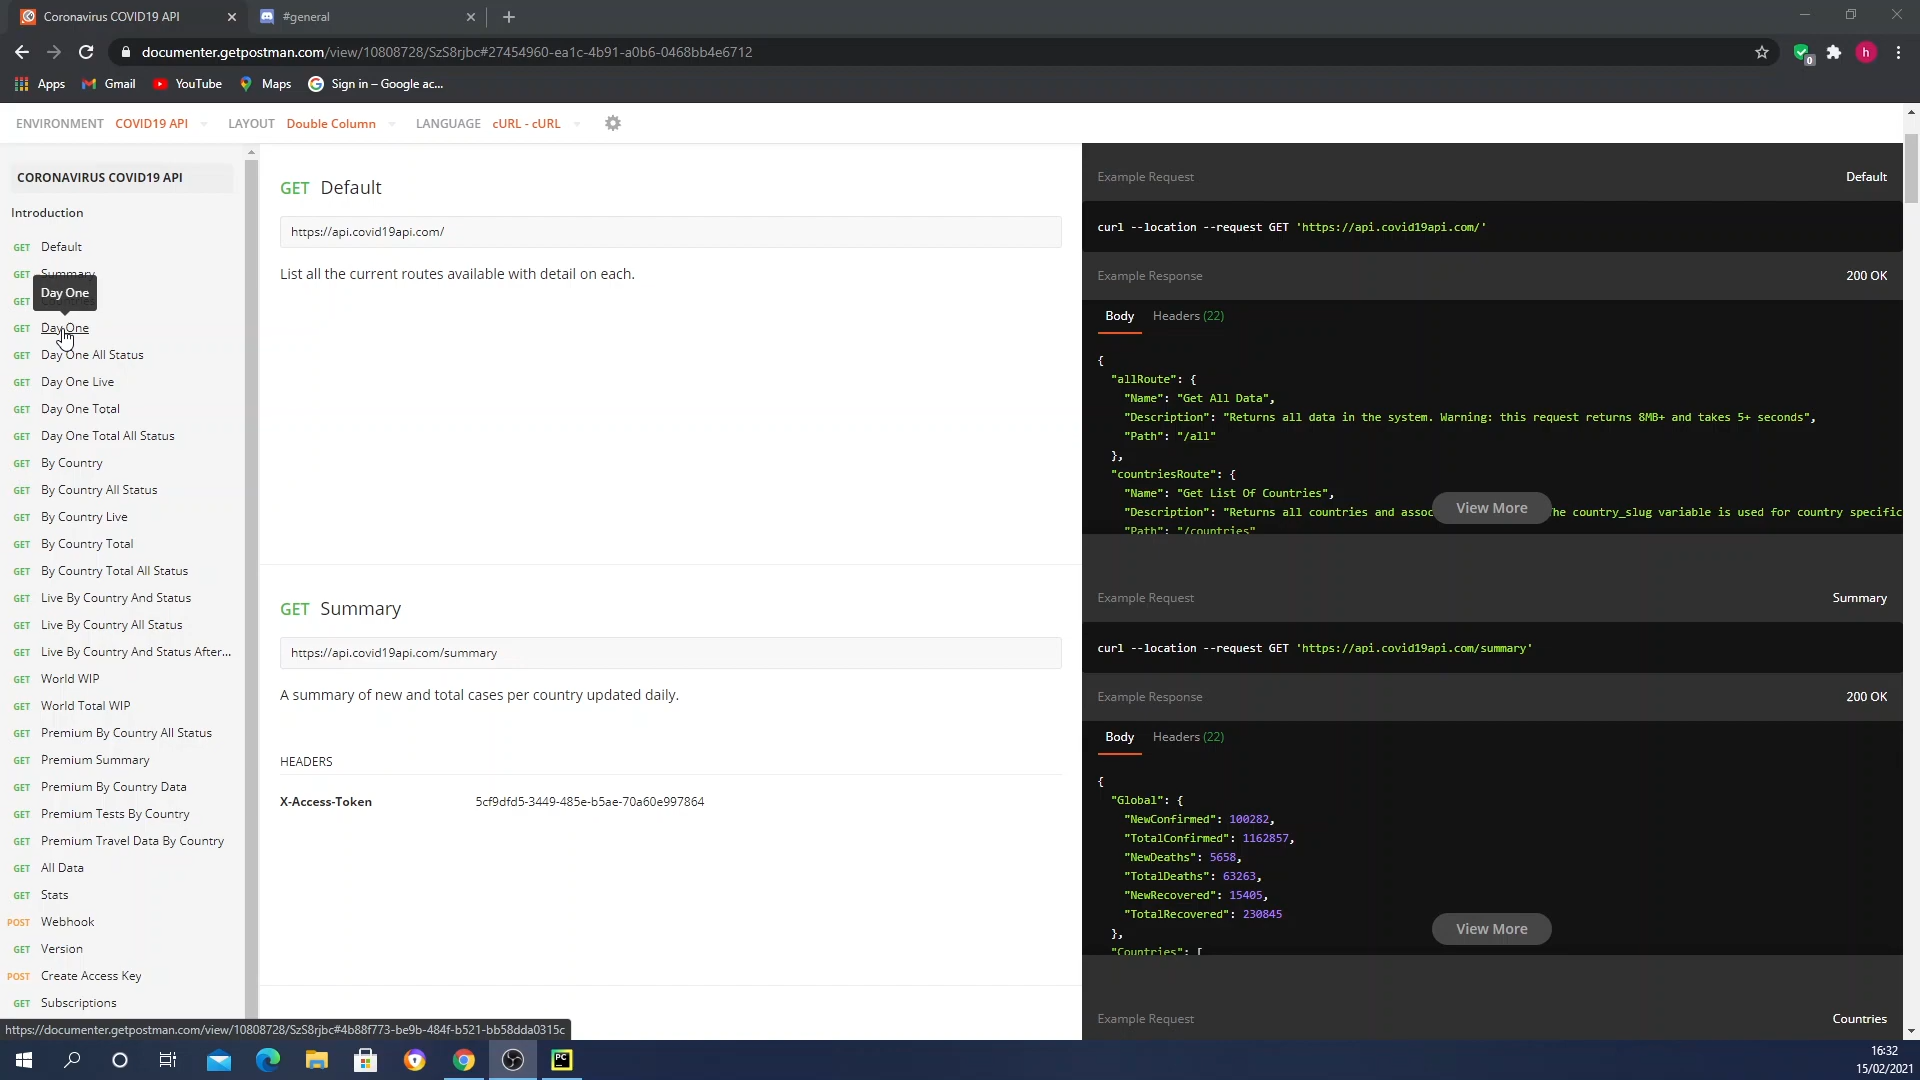 Coronavirus COVID19 API
#general
documenter.getpostman.com/view/10808728/SzS8rjbc#27454960-ea1c-4b91-a0b6-0468bb4e6712
0
h
Apps
Gmail
YouTube
Maps
Sign in – Google ac...
ENVIRONMENT COVID19 API
LAYOUT Double Column
LANGUAGE cURL - cURL
CORONAVIRUS COVID19 API
Introduction
GET Default
GET Summary
GET
Day One
GET Day One
GET Day One All Status
GET Day One Live
GET Day One Total
GET Day One Total All Status
GET By Country
GET By Country All Status
GET By Country Live
GET By Country Total
GET By Country Total All Status
GET Live By Country And Status
GET Live By Country All Status
GET Live By Country And Status After...
GET World WIP
GET World Total WIP
GET Premium By Country All Status
GET Premium Summary
GET Premium By Country Data
GET Premium Tests By Country
GET Premium Travel Data By Country
GET All Data
GET Stats
POST Webhook
GET Version
POST Create Access Key
GET Subscriptions
https://documenter.getpostman.com/view/10808728/SzS8rjbc#4b88f773-be9b-484f-b521-bb58dda0315c
GET Default
https://api.covid19api.com/
List all the current routes available with detail on each.
GET Summary
https://api.covid19api.com/summary
A summary of new and total cases per country updated daily.
HEADERS
X-Access-Token 5cf9dfd5-3449-485e-b5ae-70a60e997864
Example Request Default
curl --location --request GET 'https://api.covid19api.com/'
Example Response 200 OK
Body Headers (22)
{
"allRoute": {
"Name": "Get All Data",
"Description": "Returns all data in the system. Warning: this request returns 8MB+ and takes 5+ seconds",
"Path": "/all"
},
"countriesRoute": {
"Name": "Get List Of Countries",
"Description": "Returns all countries and assoc
View More
he country_slug variable is used for country specific
"Path": "/countries"
Example Request Summary
curl --location --request GET 'https://api.covid19api.com/summary'
Example Response 200 OK
Body Headers (22)
{
"Global": {
"NewConfirmed": 100282,
"TotalConfirmed": 1162857,
"NewDeaths": 5658,
"TotalDeaths": 63263,
"NewRecovered": 15405,
"TotalRecovered": 230845
},
View More
"Countries": [
Example Request Countries
PC
16:32
15/02/2021